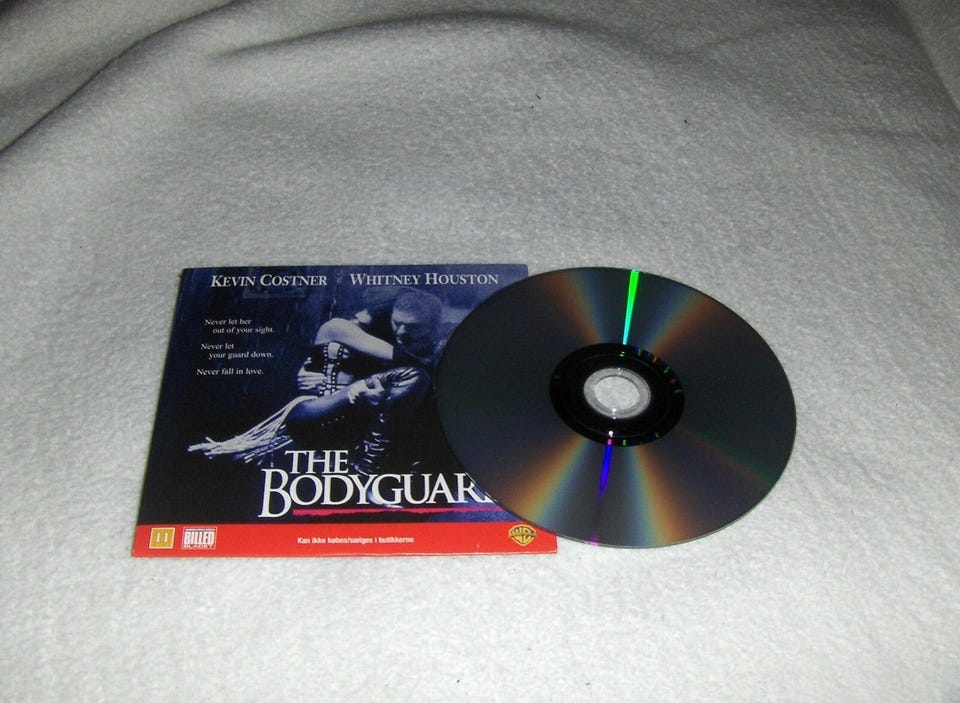 KEVIN COSTNER WHITNEY HOUSTON
Never let her
out of your sight.
Never let
your guard down.
Never fall in love.
THE
BODYGUAR
11
BILLED
BLADET
Kan ikke købes/sælges i butikkerne